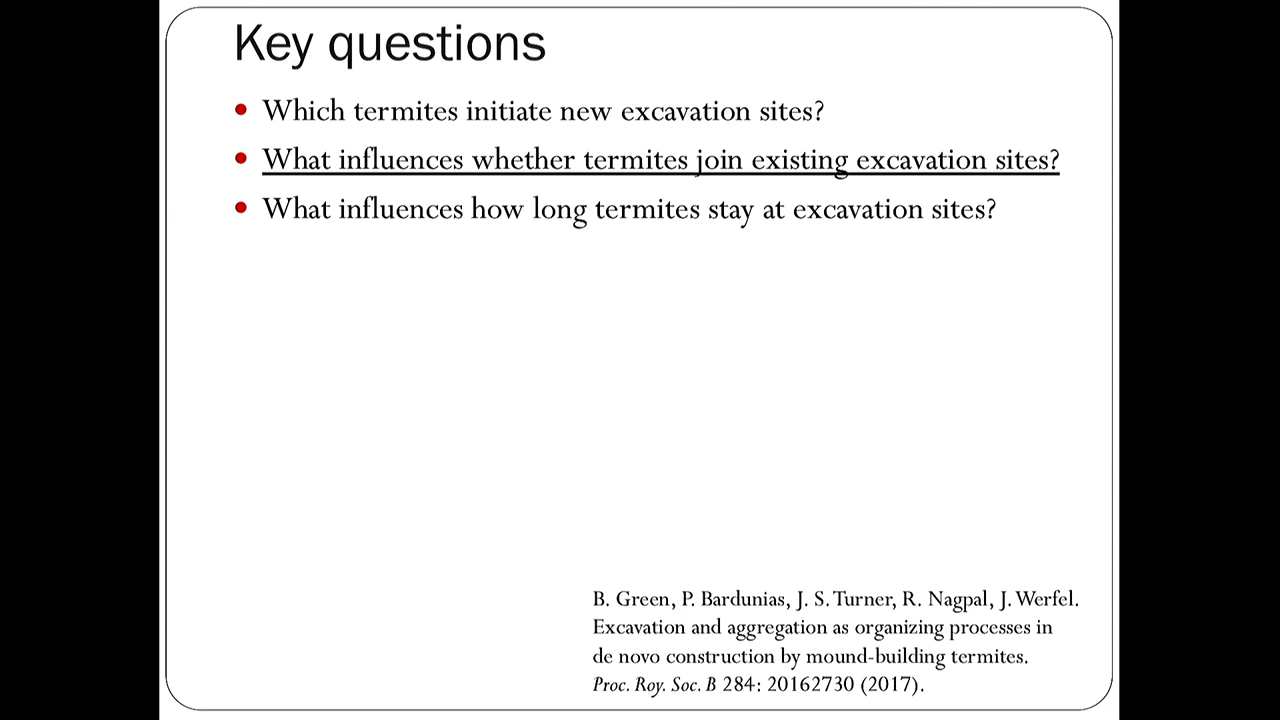 Key questions
Which termites initiate new excavation sites?
What influences whether termites join existing excavation sites?
What influences how long termites stay at excavation sites?
B. Green, P. Bardunias, J. S. Turner, R. Nagpal, J. Werfel.
Excavation and aggregation as organizing processes in
de novo construction by mound-building termites.
Proc. Roy. Soc. B 284: 20162730 (2017).